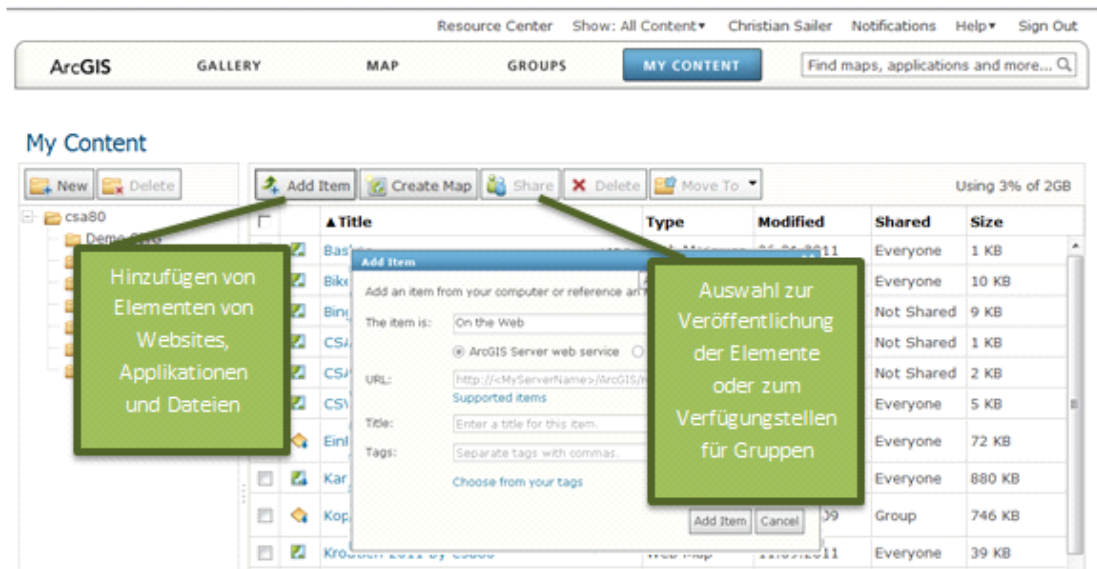 Resource Center Show: All Content▾ Christian Sailer Notifications Help▾ Sign Out
ArcGIS GALLERY MAP GROUPS MY CONTENT Find maps, applications and more...
My Content
New Delete Add Item Create Map Share Delete Move To Using 3% of 2GB
csa80
▲Title Type Modified Shared Size
Demo
Hinzufügen von
Elementen von
Websites,
Applikationen
und Dateien
Auswahl zur
Veröffentlichung
der Elemente
oder zum
Verfügungstellen
für Gruppen
Add Item
Add an item from your computer or reference an
The item is: On the Web
ArcGIS Server web service
URL: http://<MyServerName>/ArcGIS/
Supported items
Title: Enter a title for this item.
Tags: Separate tags with commas.
Choose from your tags
Add Item Cancel
Everyone 1 KB
Everyone 10 KB
Not Shared 9 KB
Not Shared 1 KB
Not Shared 2 KB
Everyone 5 KB
Everyone 72 KB
Kar Everyone 880 KB
Kop Group 746 KB
Everyone 39 KB